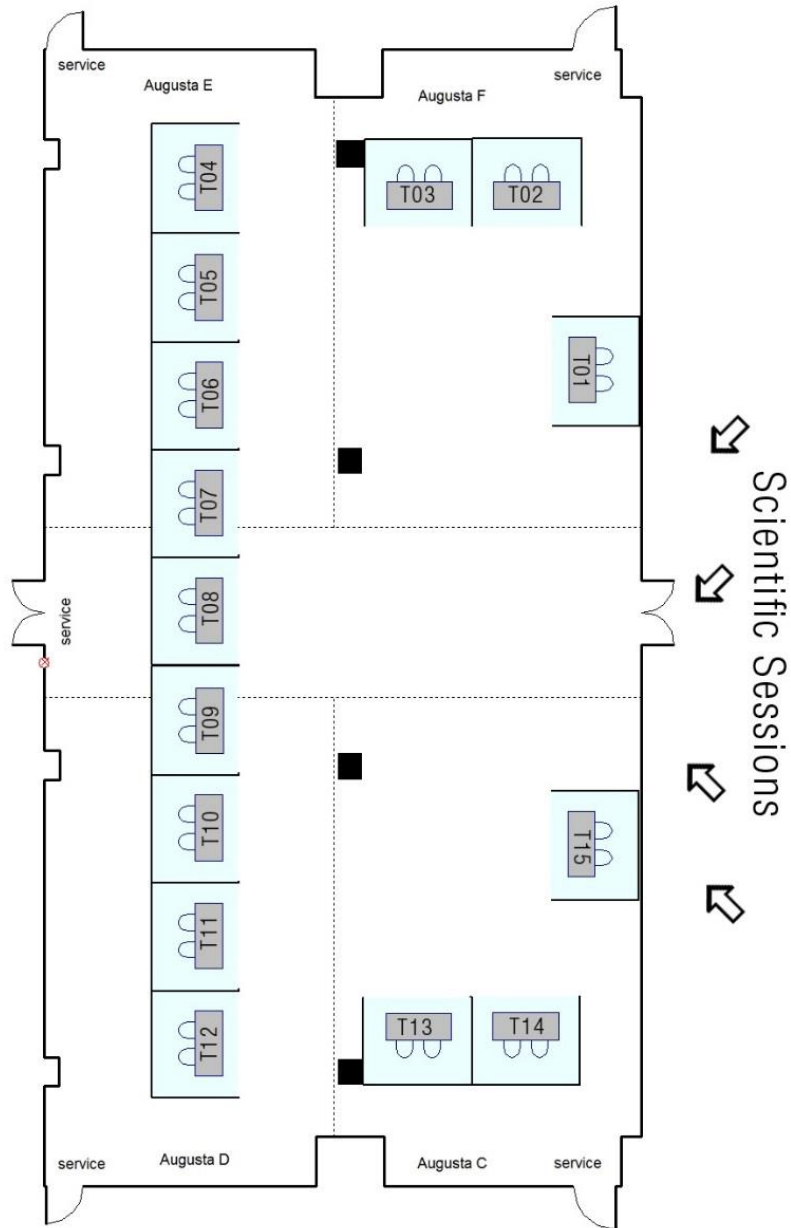 service
Augusta E
Augusta F
service
T04
T03
T02
T05
T01
T06
T07
Scientific Sessions
T08
service
T09
T10
T15
T11
T12
T13
T14
service
Augusta D
Augusta C
service